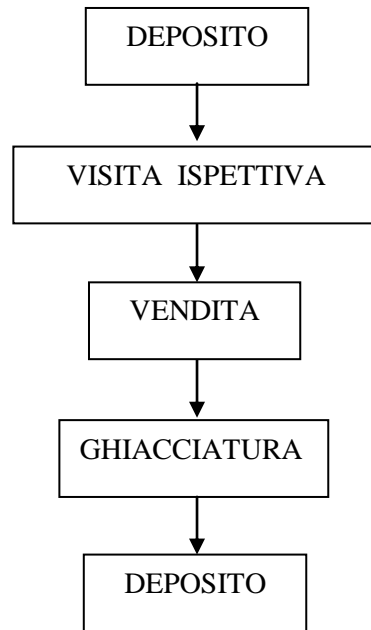 DEPOSITO
VISITA ISPETTIVA
VENDITA
GHIACCIATURA
DEPOSITO